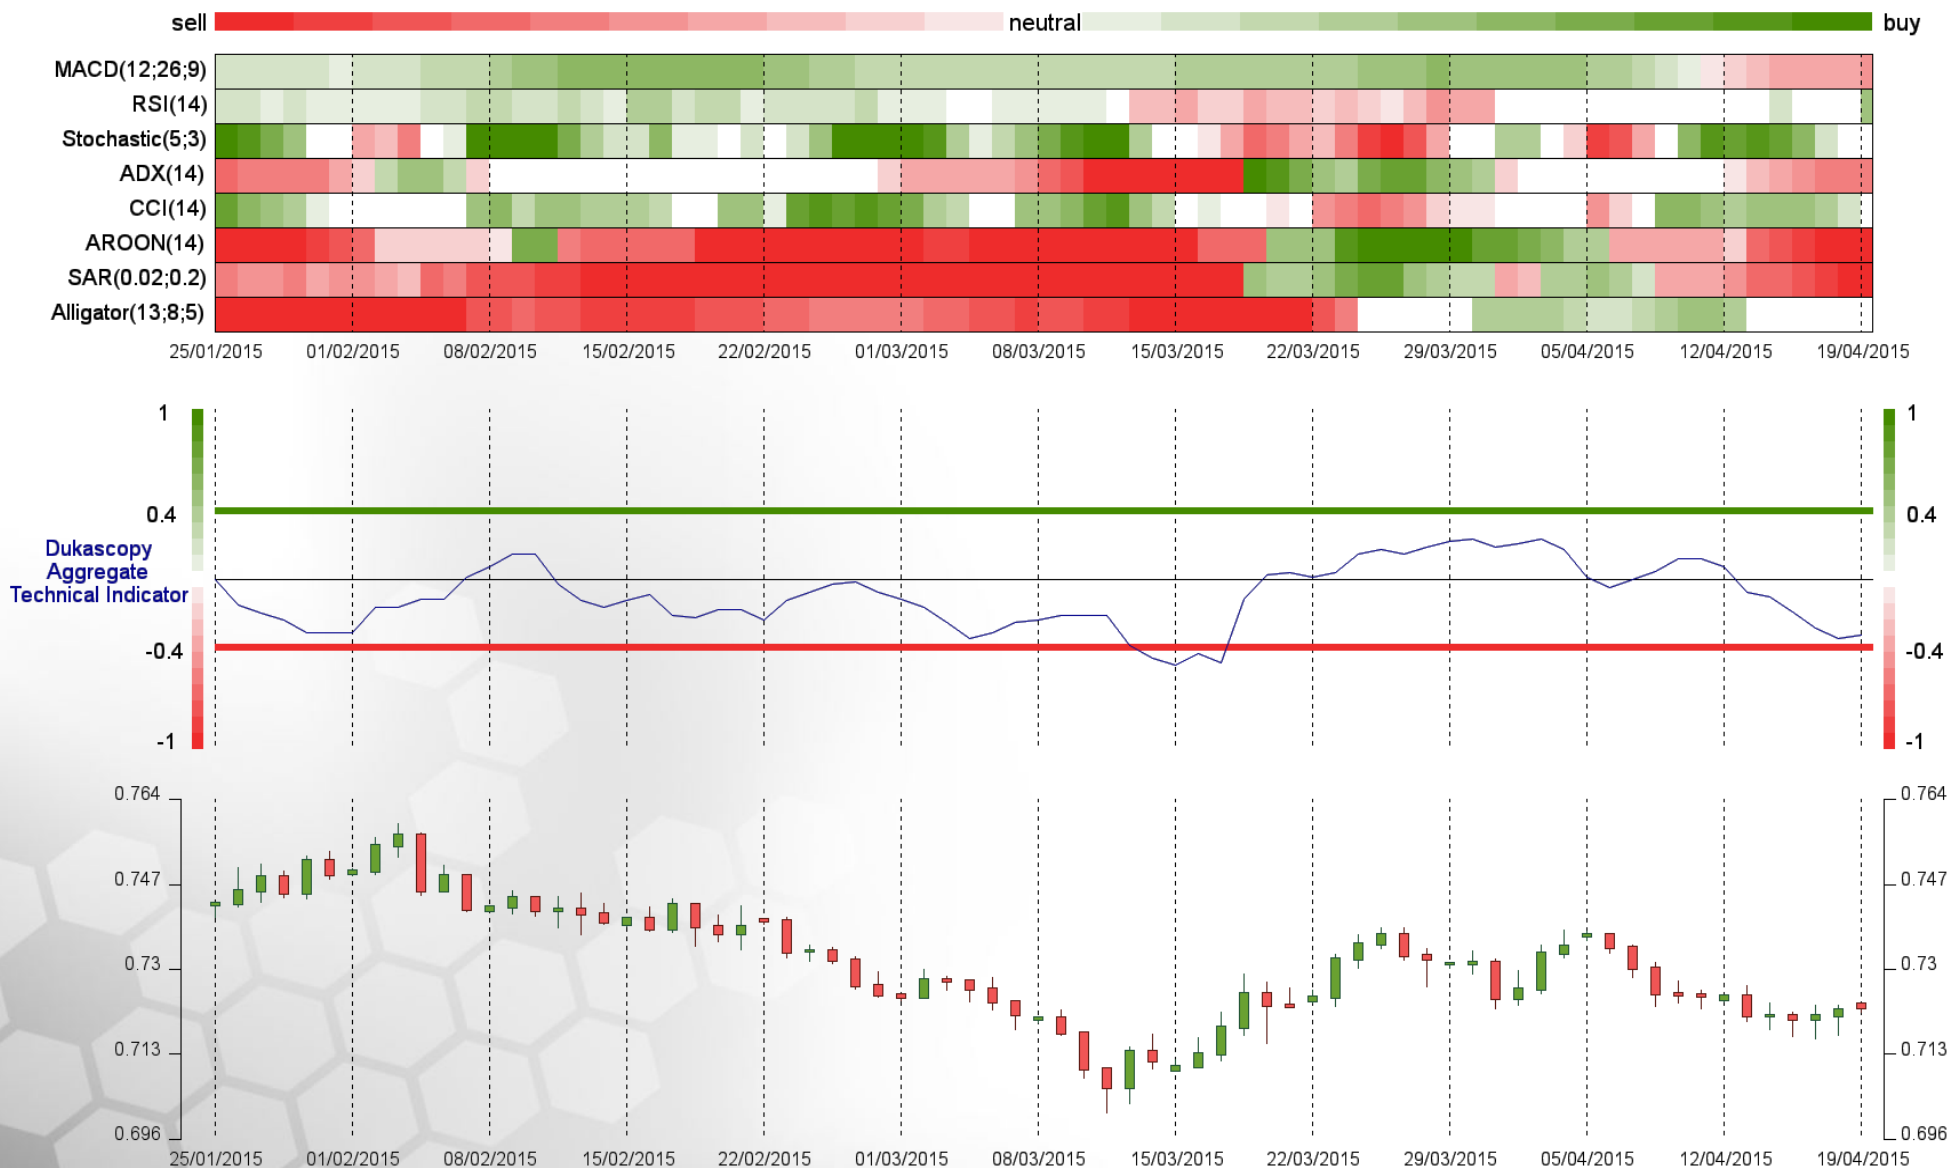 sell neutral buy
MACD(12;26;9)
RSI(14)
Stochastic(5;3)
ADX(14)
CCI(14)
AROON(14)
SAR(0.02;0.2)
Alligator(13;8;5)
25/01/2015 01/02/2015 08/02/2015 15/02/2015 22/02/2015 01/03/2015 08/03/2015 15/03/2015 22/03/2015 29/03/2015 05/04/2015 12/04/2015 19/04/2015
1 1
0.4 0.4
Dukascopy
Aggregate
Technical Indicator
-0.4 -0.4
-1 -1
0.764 0.764
0.747 0.747
0.73 0.73
0.713 0.713
0.696 0.696
25/01/2015 01/02/2015 08/02/2015 15/02/2015 22/02/2015 01/03/2015 08/03/2015 15/03/2015 22/03/2015 29/03/2015 05/04/2015 12/04/2015 19/04/2015